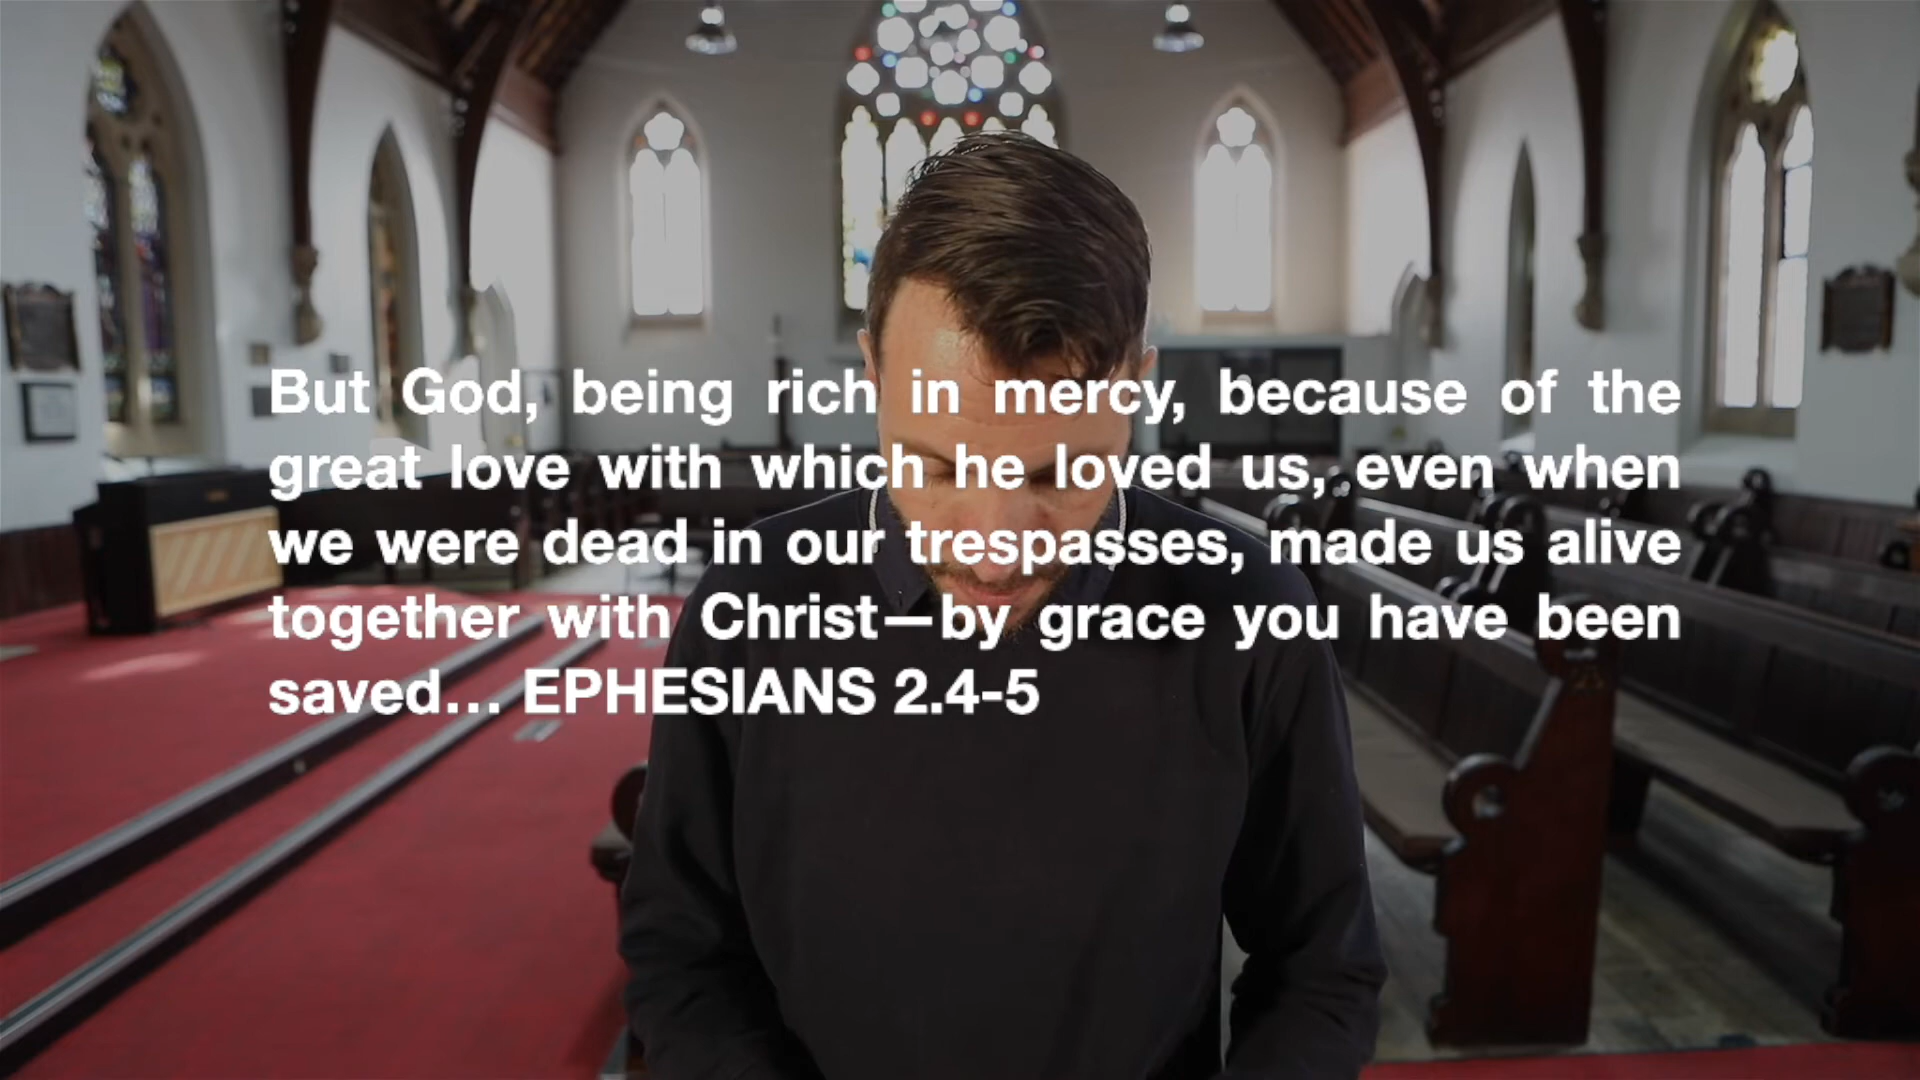 But God, being rich in mercy, because of the
great love with which he loved us, even when
we were dead in our trespasses, made us alive
together with Christ—by grace you have been
saved... EPHESIANS 2.4-5